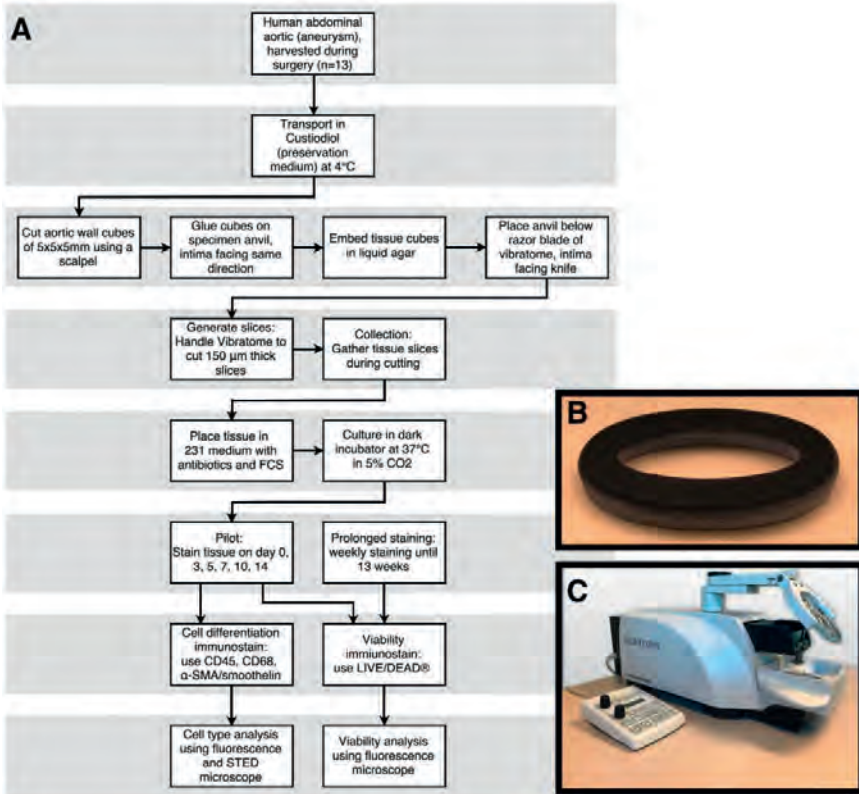 A
Human abdominal
aortic (aneurysm),
harvested during
surgery (n=13)
Transport in
Custodiol
(preservation
medium) at 4°C
Cut aortic wall cubes
of 5x5x5mm using a
scalpel
Glue cubes on
specimen anvil,
intima facing same
direction
Embed tissue cubes
in liquid agar
Place anvil below
razor blade of
vibratome, intima
facing knife
Generate slices:
Handle Vibratome to
cut 150 µm thick
slices
Collection:
Gather tissue slices
during cutting
Place tissue in
231 medium with
antibiotics and FCS
Culture in dark
incubator at 37°C
in 5% CO2
Pilot:
Stain tissue on day 0,
3, 5, 7, 10, 14
Prolonged staining:
weekly staining until
13 weeks
Cell differentiation
immunostain:
use CD45, CD68,
α-SMA/smoothelin
Viability
immiunostain:
use LIVE/DEAD®
Cell type analysis
using fluorescence
and STED
microscope
Viability analysis
using fluorescence
microscope
B
C